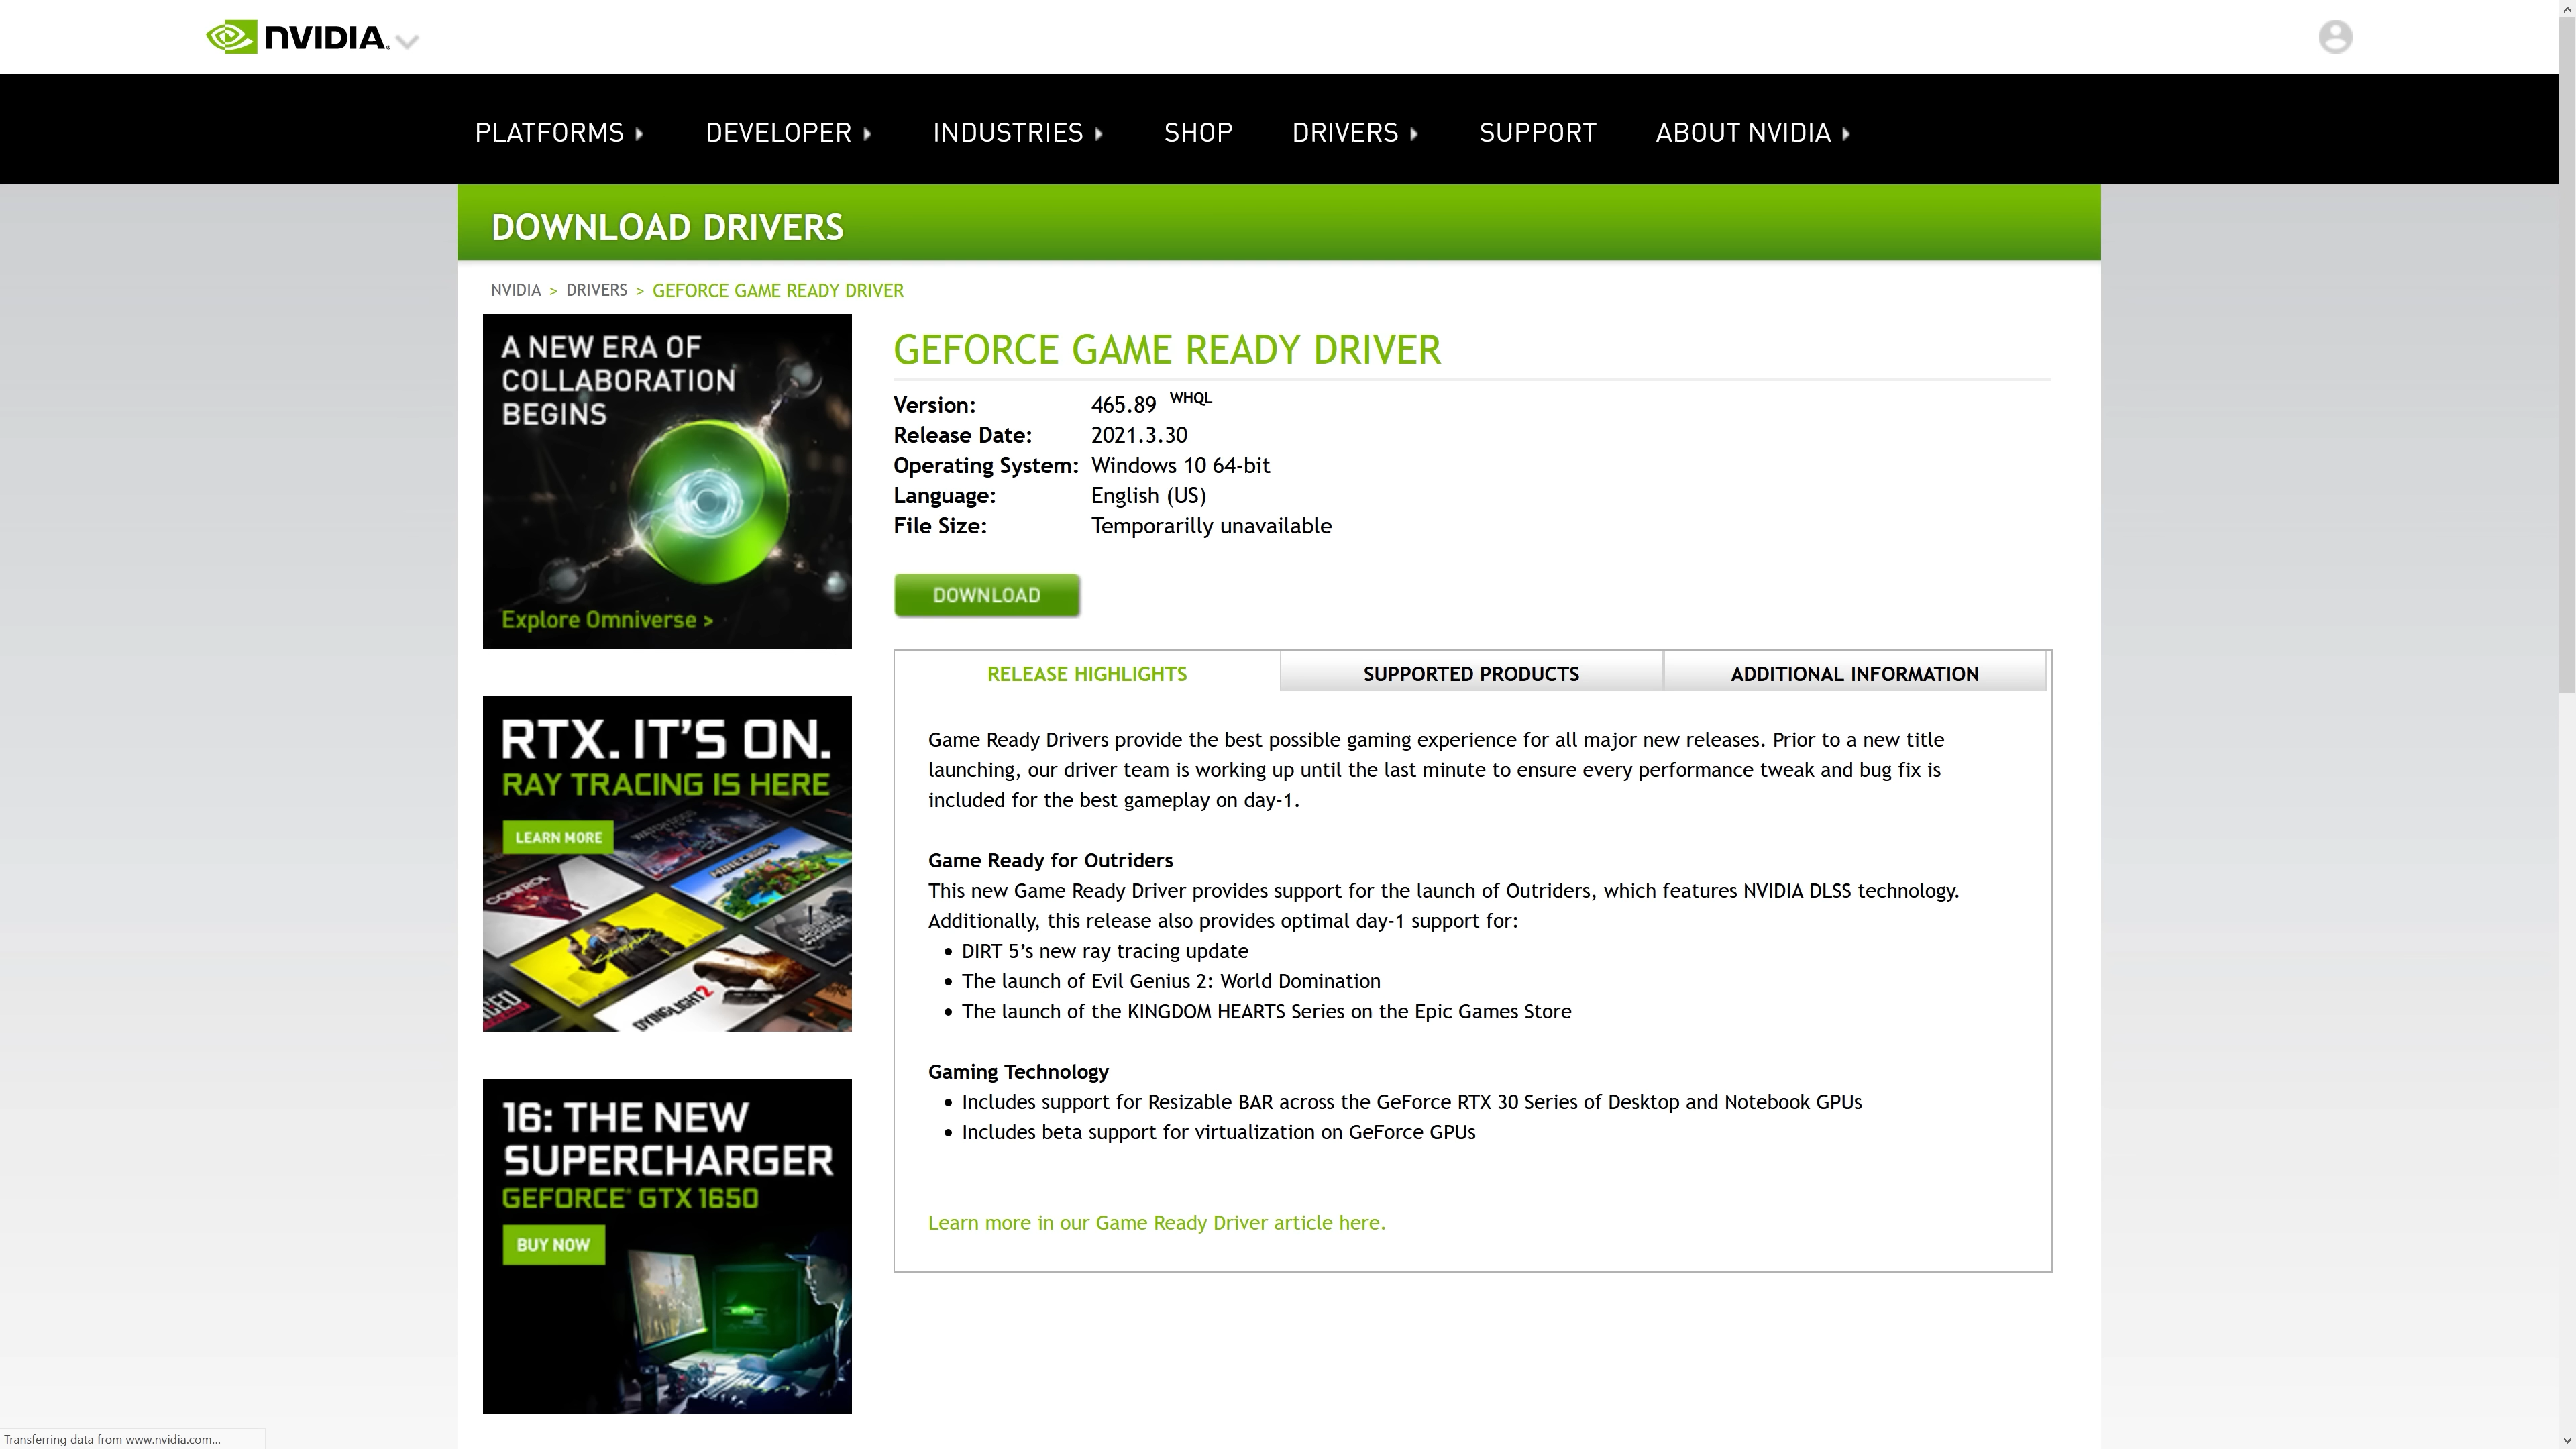 NVIDIA.
PLATFORMS
DEVELOPER
INDUSTRIES
SHOP
DRIVERS
SUPPORT
ABOUT NVIDIA
DOWNLOAD DRIVERS
NVIDIA > DRIVERS > GEFORCE GAME READY DRIVER
A NEW ERA OF
COLLABORATION
BEGINS
Explore Omniverse >
RTX. IT'S ON.
RAY TRACING IS HERE
LEARN MORE
CONTROL
MINECRAFT
DYING LIGHT 2
16: THE NEW
SUPERCHARGER
GEFORCE® GTX 1650
BUY NOW
GEFORCE GAME READY DRIVER
Version: 465.89 WHQL
Release Date: 2021.3.30
Operating System: Windows 10 64-bit
Language: English (US)
File Size: Temporarilly unavailable
DOWNLOAD
RELEASE HIGHLIGHTS
SUPPORTED PRODUCTS
ADDITIONAL INFORMATION
Game Ready Drivers provide the best possible gaming experience for all major new releases. Prior to a new title
launching, our driver team is working up until the last minute to ensure every performance tweak and bug fix is
included for the best gameplay on day-1.
Game Ready for Outriders
This new Game Ready Driver provides support for the launch of Outriders, which features NVIDIA DLSS technology.
Additionally, this release also provides optimal day-1 support for:
• DIRT 5’s new ray tracing update
• The launch of Evil Genius 2: World Domination
• The launch of the KINGDOM HEARTS Series on the Epic Games Store
Gaming Technology
• Includes support for Resizable BAR across the GeForce RTX 30 Series of Desktop and Notebook GPUs
• Includes beta support for virtualization on GeForce GPUs
Learn more in our Game Ready Driver article here.
Transferring data from www.nvidia.com...